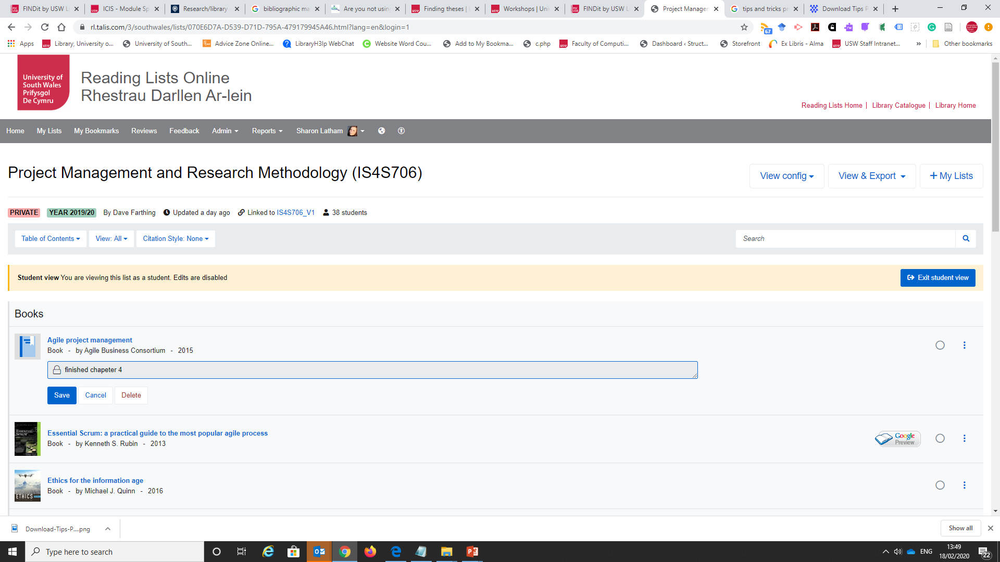 FINDit by USW L
ICIS - Module Sp
Research/library
bibliographic ma
Are you not usin
Finding theses |
Workshops | Uni
FINDit by USW L
Project Managem
tips and tricks p
Download Tips P
rl.talis.com/3/southwales/lists/070E6D7A-D539-D71D-795A-479179945A46.html?lang=en&login=1
67
Apps
Library, University o...
University of South...
Advice Zone Online...
LibraryH3lp WebChat
Website Word Cou...
Add to My Bookma...
c.php
Faculty of Computi...
Dashboard ‹ Struct...
Storefront
Ex Libris - Alma
USW Staff Intranet...
»
Other bookmarks
University of
South Wales
Prifysgol
De Cymru
Reading Lists Online
Rhestrau Darllen Ar-lein
Reading Lists Home | Library Catalogue | Library Home
Home My Lists My Bookmarks Reviews Feedback Admin Reports Sharon Latham
Project Management and Research Methodology (IS4S706)
View config
View & Export
+ My Lists
PRIVATE YEAR 2019/20 By Dave Farthing Updated a day ago Linked to IS4S706_V1 38 students
Table of Contents View: All Citation Style: None
Search
Student view You are viewing this list as a student. Edits are disabled
Exit student view
Books
Agile project management
Book - by Agile Business Consortium - 2015
finished chapeter 4
Save Cancel Delete
ESSENTIAL
SCRUM
Essential Scrum: a practical guide to the most popular agile process
Book - by Kenneth S. Rubin - 2013
Google
Preview
ETHICS
Ethics for the information age
Book - by Michael J. Quinn - 2016
Download-Tips-P....png
Show all
Type here to search
ENG
13:49
18/02/2020
22